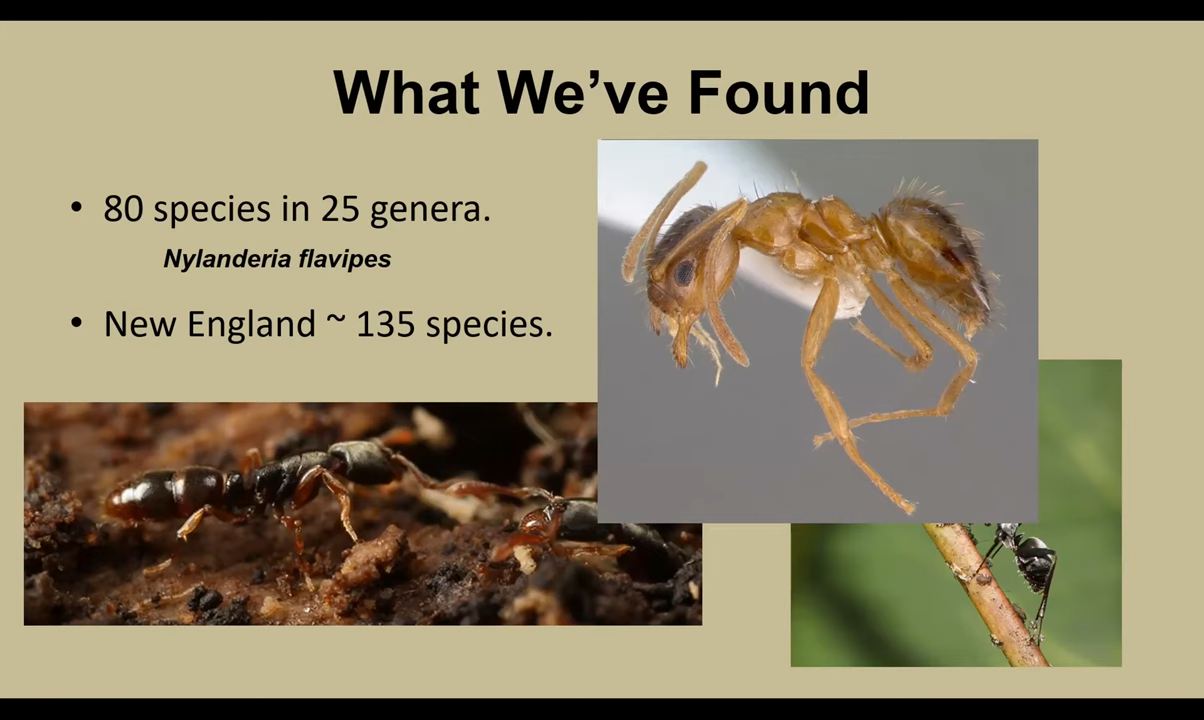 What We’ve Found
• 80 species in 25 genera.
Nylanderia flavipes
• New England ~ 135 species.